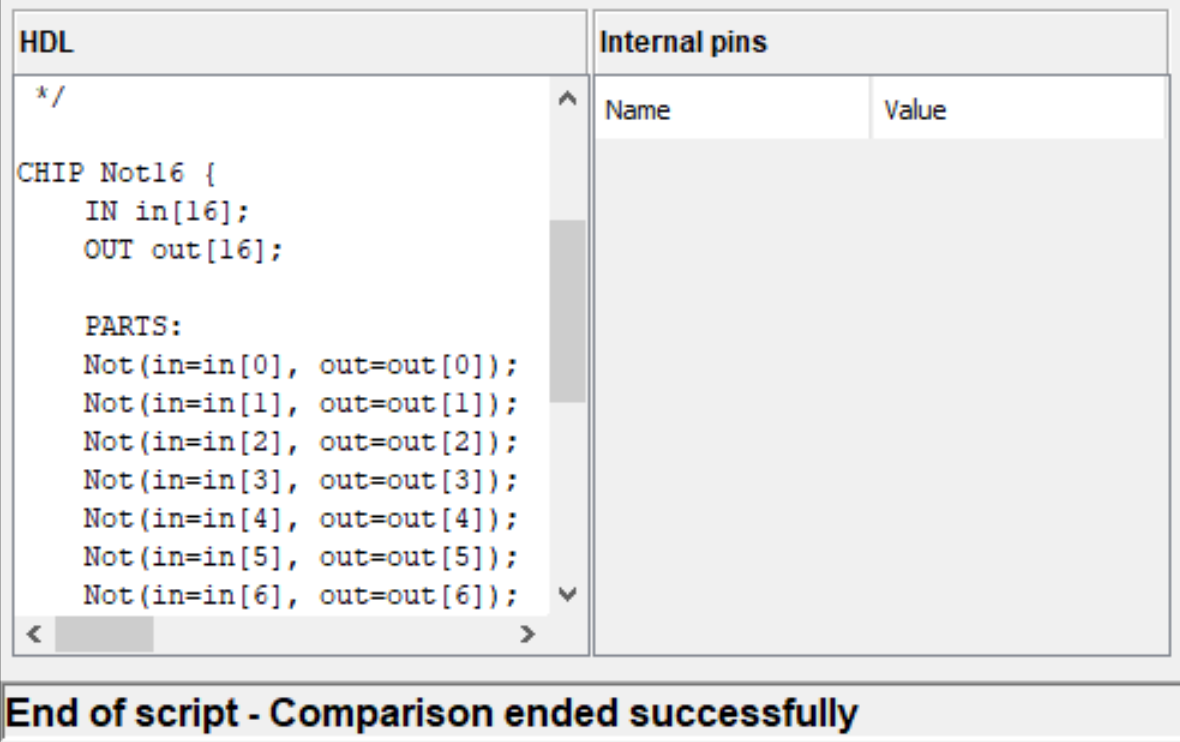 HDL
Internal pins
*/
Name
Value
CHIP Not16 {
IN in[16];
OUT out[16];
PARTS:
Not(in=in[0], out=out[0]);
Not(in=in[1], out=out[1]);
Not(in=in[2], out=out[2]);
Not(in=in[3], out=out[3]);
Not(in=in[4], out=out[4]);
Not(in=in[5], out=out[5]);
Not(in=in[6], out=out[6]);
End of script - Comparison ended successfully